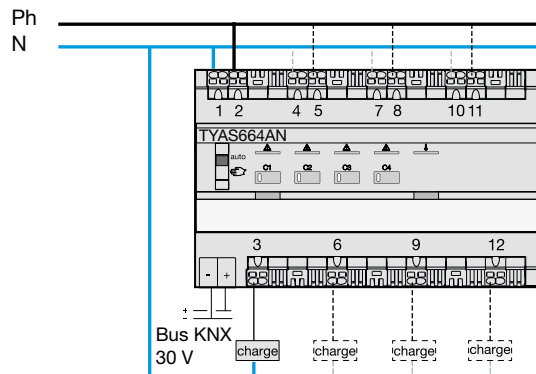 Ph
N
1 2 4 5 7 8 10 11
TYAS664AN
auto
C1 C2 C3 C4
3 6 9 12
- +
Bus KNX
30 V
charge charge charge charge